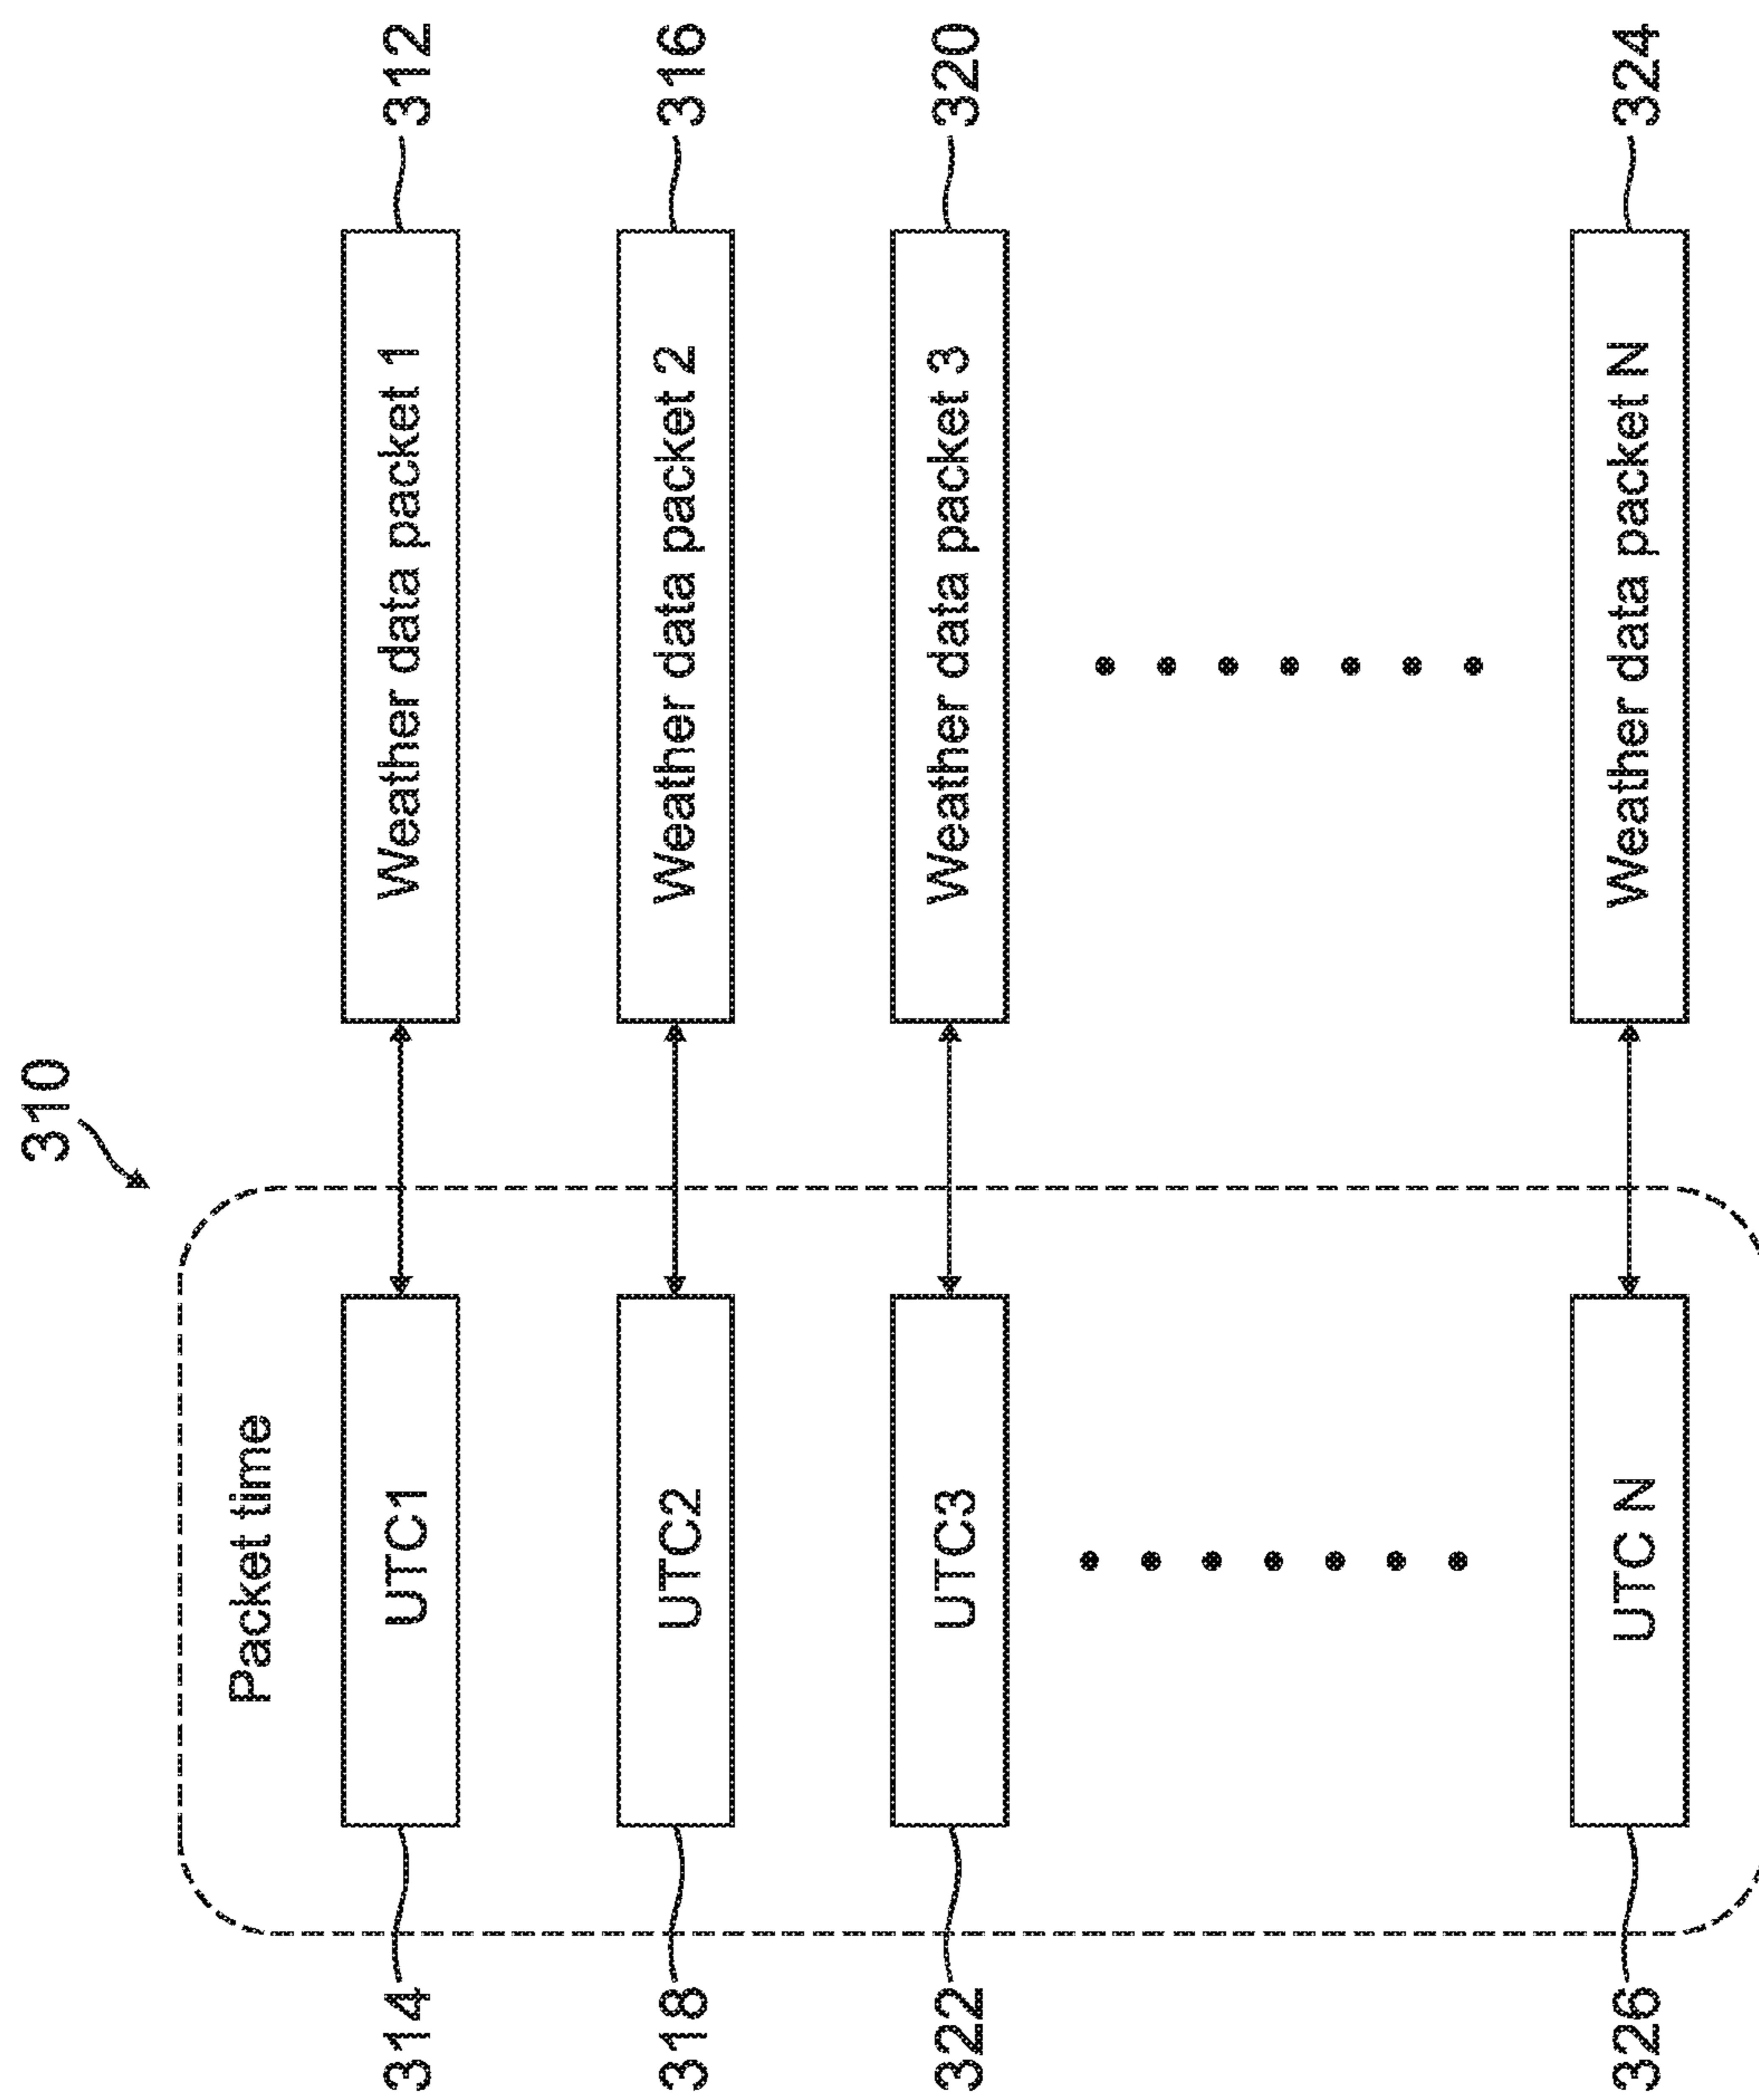 310
Packet time
314
UTC1
Weather data packet 1
312
318
UTC2
Weather data packet 2
316
322
UTC3
Weather data packet 3
320
326
UTC N
Weather data packet N
324